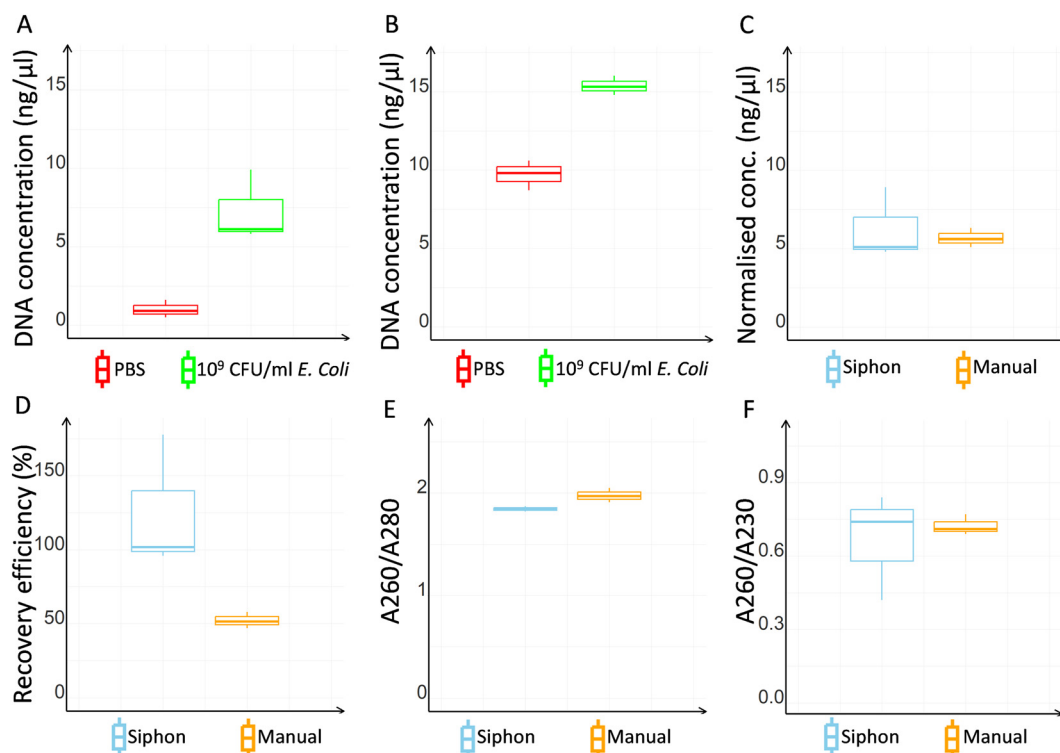 A
DNA concentration (ng/µl)
15
10
5
0
PBS
10⁹ CFU/ml E. Coli
B
DNA concentration (ng/µl)
15
10
5
0
PBS
10⁹ CFU/ml E. Coli
C
Normalised conc. (ng/µl)
15
10
5
0
Siphon
Manual
D
Recovery efficiency (%)
150
100
50
0
Siphon
Manual
E
A260/A280
2
1
0
Siphon
Manual
F
A260/A230
0.9
0.6
0.3
0.0
Siphon
Manual